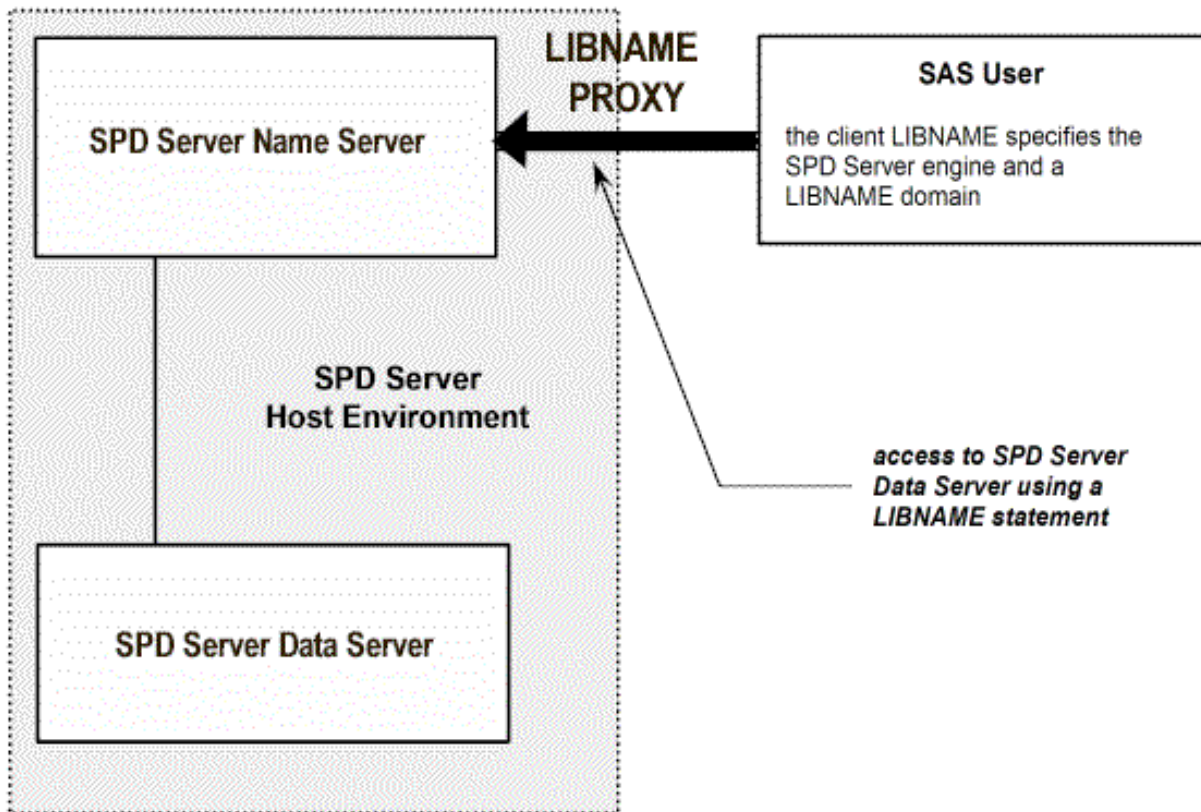 LIBNAME
PROXY
SPD Server Name Server
SAS User
the client LIBNAME specifies the
SPD Server engine and a
LIBNAME domain
SPD Server
Host Environment
access to SPD Server
Data Server using a
LIBNAME statement
SPD Server Data Server